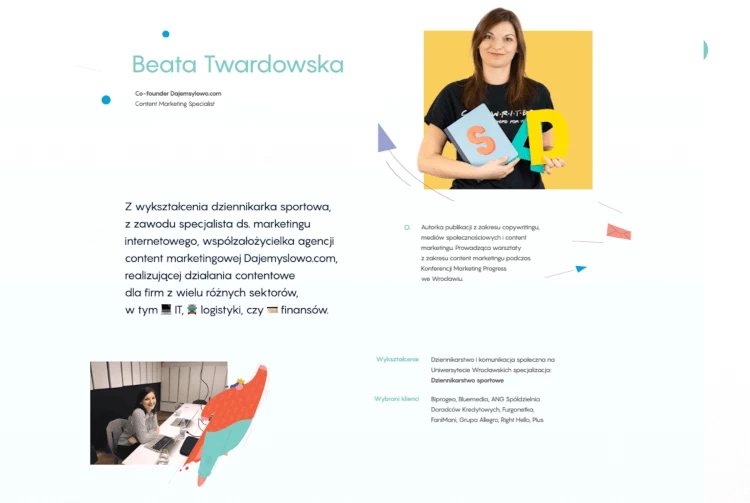 Beata Twardowska
Co-founder Dajemsylowo.com
Content Marketing Specialist
S
A
D
Z wykształcenia dziennikarka sportowa,
z zawodu specjalista ds. marketingu
internetowego, współzałożycielka agencji
content marketingowej Dajemyslowo.com,
realizującej działania contentowe
dla firm z wielu różnych sektorów,
w tym IT, logistyki, czy finansów.
Autorka publikacji z zakresu copywritingu,
mediów społecznościowych i content
marketingu. Prowadząca warsztaty
z zakresu content marketingu podczas
Konferencji Marketing Progress
we Wrocławiu.
Wykształcenie
Dziennikarstwo i komunikacja społeczna na
Uniwersytecie Wrocławskich specjalizacja:
Dziennikarstwo sportowe
Wybrani klienci
Biprogeo, Bluemedia, ANG Spółdzielnia
Doradców Kredytowych, Furgonetka,
FaniMani, Grupa Allegro, Right Hello, Plus